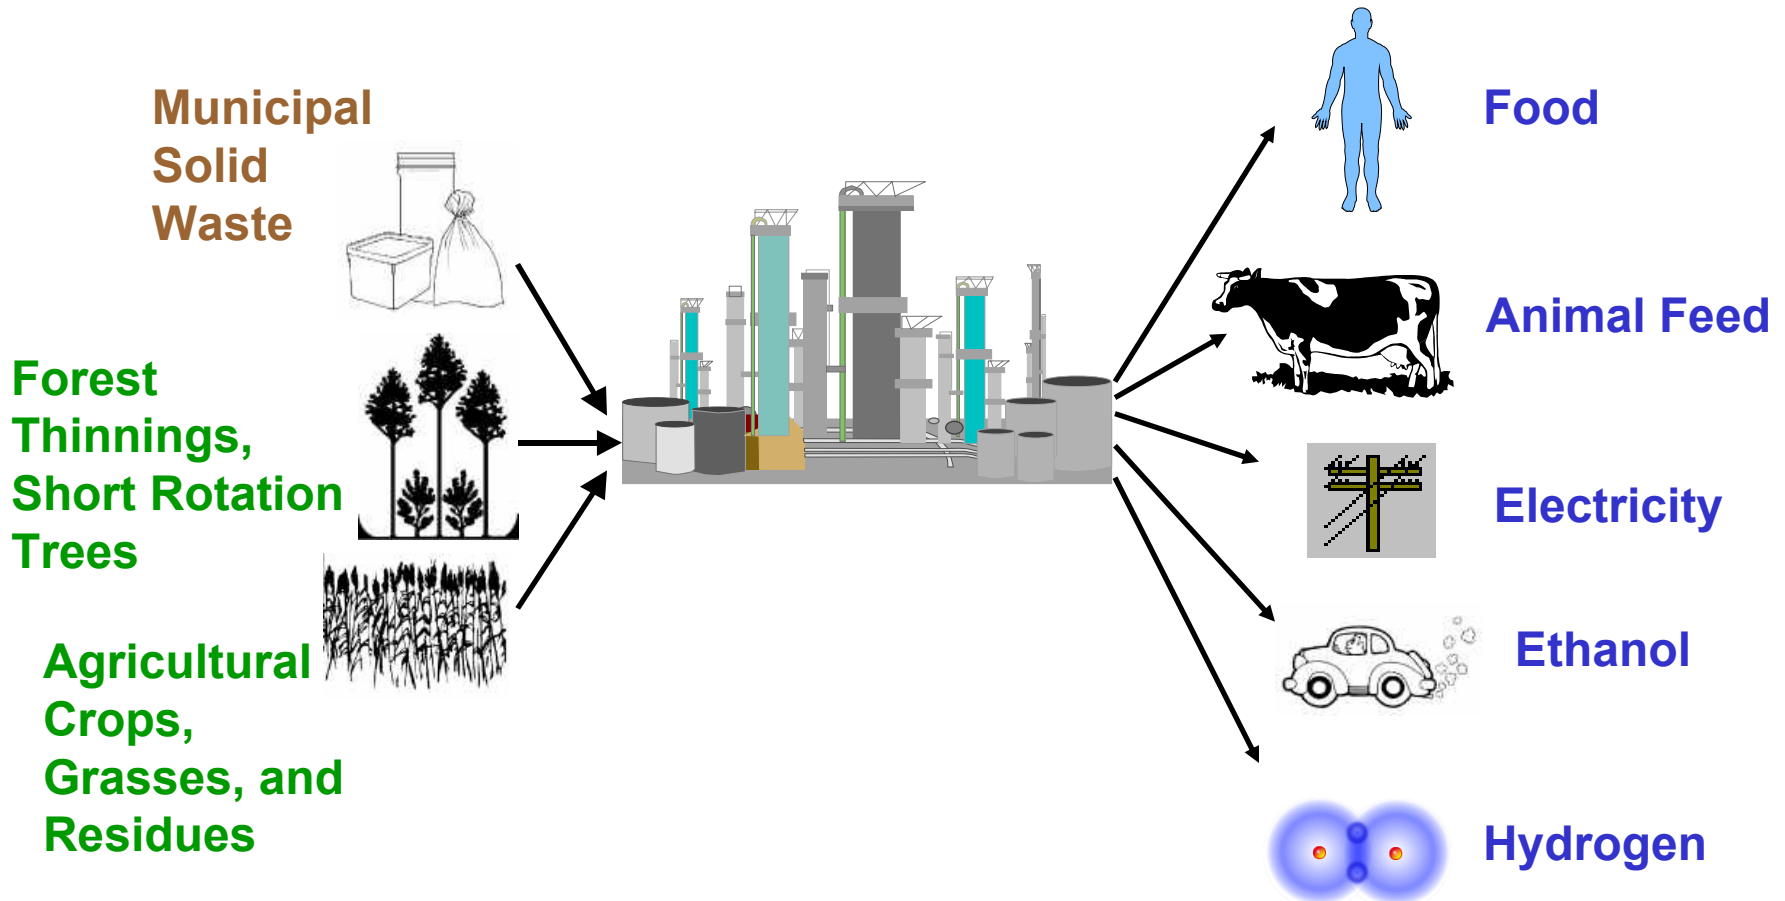 Municipal
Solid
Waste
Forest
Thinnings,
Short Rotation
Trees
Agricultural
Crops,
Grasses, and
Residues
Food
Animal Feed
Electricity
Ethanol
Hydrogen